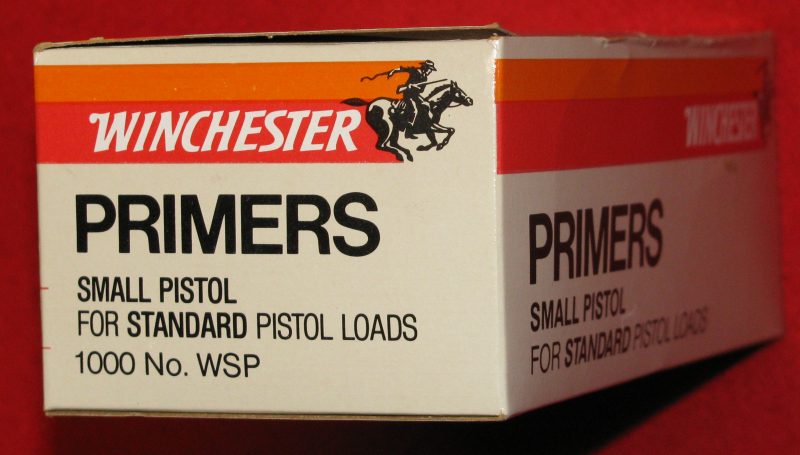 WINCHESTER
PRIMERS
SMALL PISTOL
FOR STANDARD PISTOL LOADS
1000 No. WSP
WINCHESTER
PRIMERS
SMALL PISTOL
FOR STANDARD PISTOL LOADS